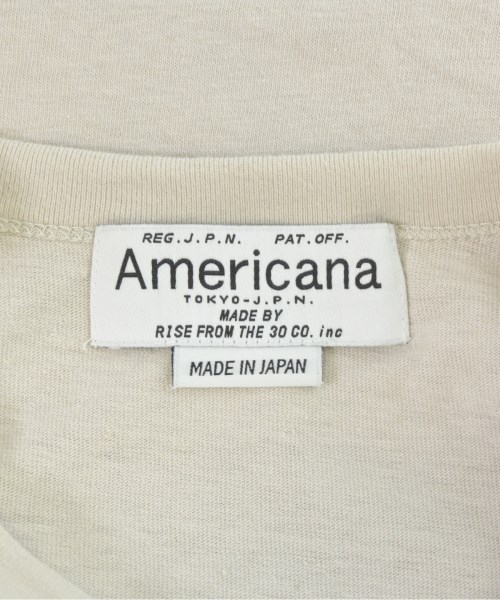 REG.J.P.N. PAT.OFF.
Americana
TOKYO-J.P.N.
MADE BY
RISE FROM THE 30 CO. inc
MADE IN JAPAN